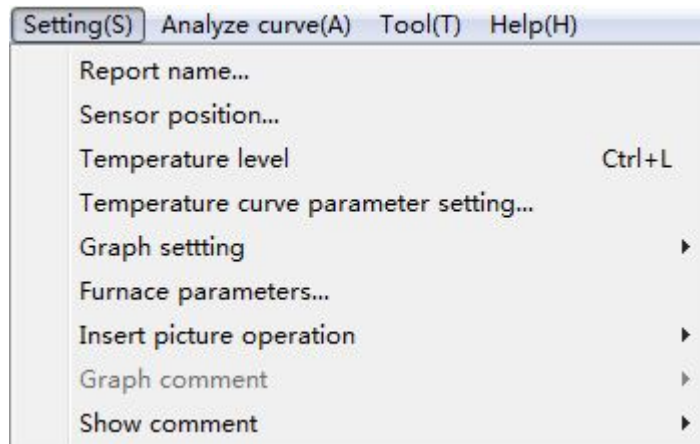 Setting(S) Analyze curve(A) Tool(T) Help(H)
Report name...
Sensor position...
Temperature level Ctrl+L
Temperature curve parameter setting...
Graph settting
Furnace parameters...
Insert picture operation
Graph comment
Show comment